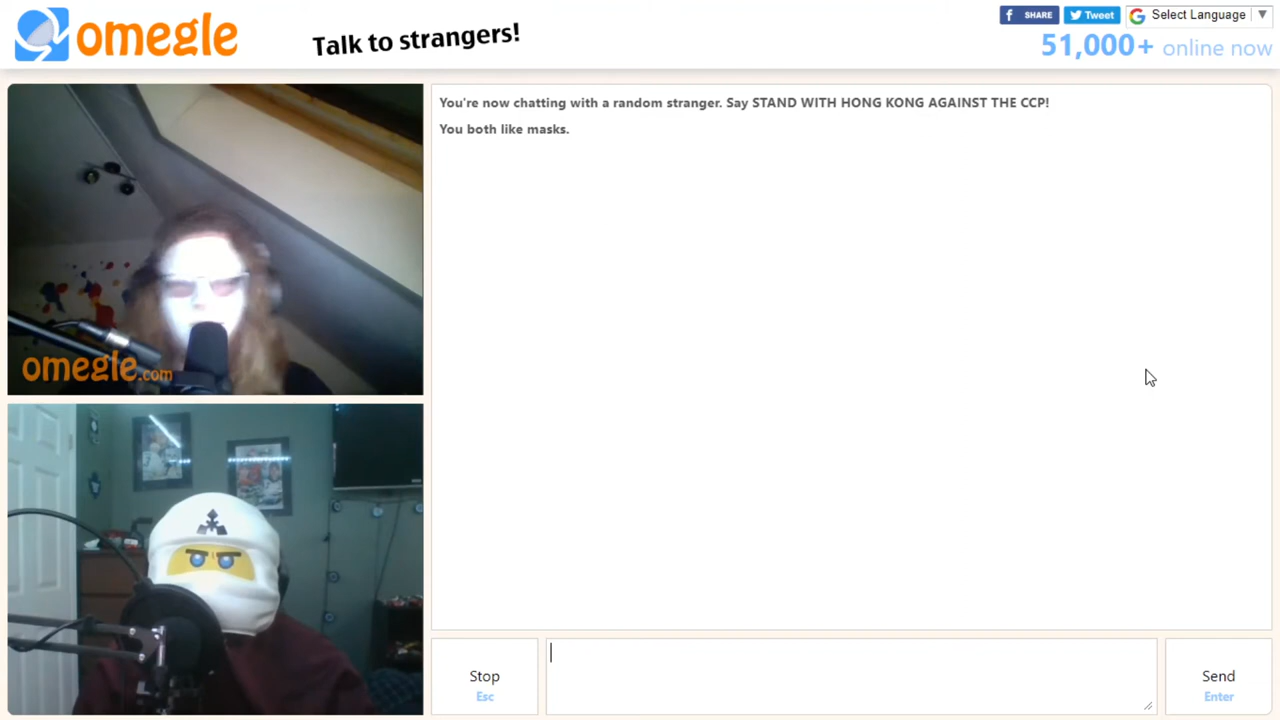 omegle
Talk to strangers!
SHARE
Tweet
Select Language
51,000+ online now
You're now chatting with a random stranger. Say STAND WITH HONG KONG AGAINST THE CCP!
You both like masks.
omegle.com
Stop
Esc
Send
Enter